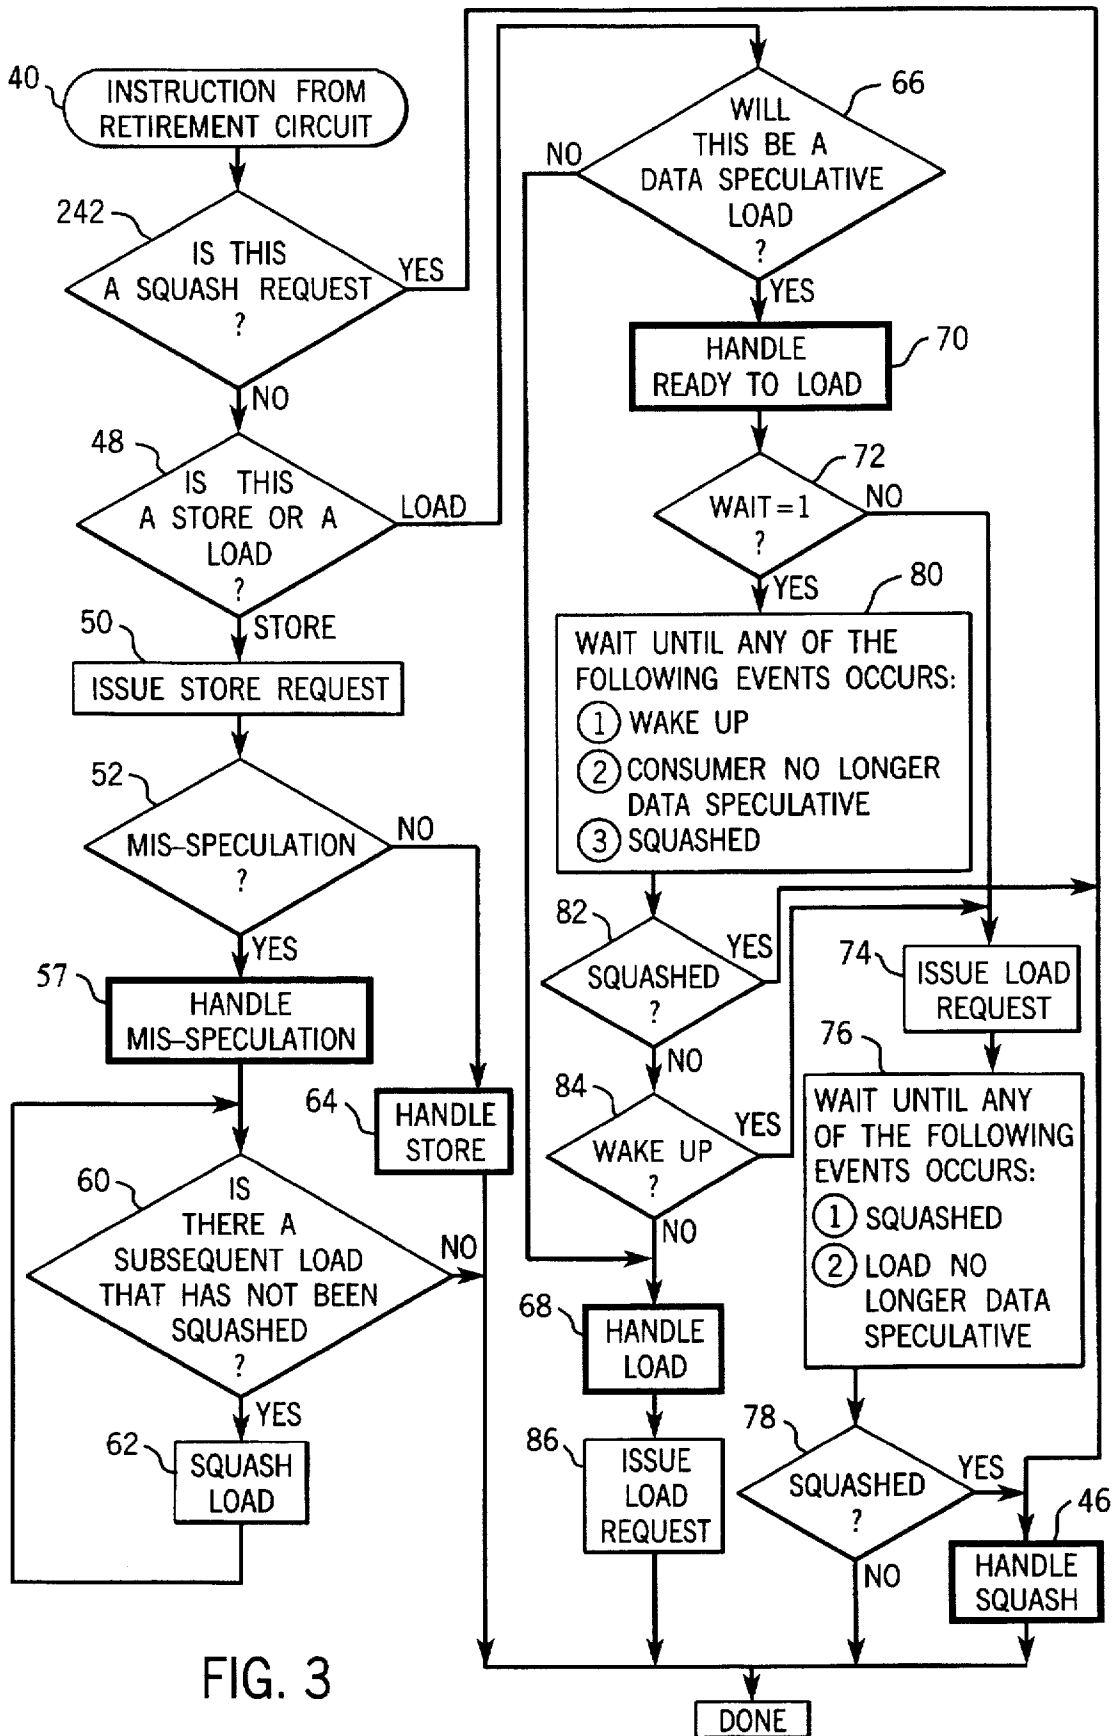 40
INSTRUCTION FROM
RETIREMENT CIRCUIT
242
IS THIS
A SQUASH REQUEST
?
YES
NO
48
IS THIS
A STORE OR A
LOAD
?
LOAD
STORE
50
ISSUE STORE REQUEST
52
MIS-SPECULATION
?
NO
YES
57
HANDLE
MIS-SPECULATION
64
HANDLE
STORE
60
IS
THERE A
SUBSEQUENT LOAD
THAT HAS NOT BEEN
SQUASHED
?
NO
YES
62
SQUASH
LOAD
66
WILL
THIS BE A
DATA SPECULATIVE
LOAD
?
NO
YES
70
HANDLE
READY TO LOAD
72
WAIT=1
?
NO
YES
80
WAIT UNTIL ANY OF THE
FOLLOWING EVENTS OCCURS:
1 WAKE UP
2 CONSUMER NO LONGER
DATA SPECULATIVE
3 SQUASHED
82
SQUASHED
?
YES
NO
84
WAKE UP
?
YES
NO
68
HANDLE
LOAD
86
ISSUE
LOAD
REQUEST
74
ISSUE LOAD
REQUEST
76
WAIT UNTIL ANY
OF THE FOLLOWING
EVENTS OCCURS:
1 SQUASHED
2 LOAD NO
LONGER DATA
SPECULATIVE
78
SQUASHED
?
YES
NO
46
HANDLE
SQUASH
DONE
FIG. 3